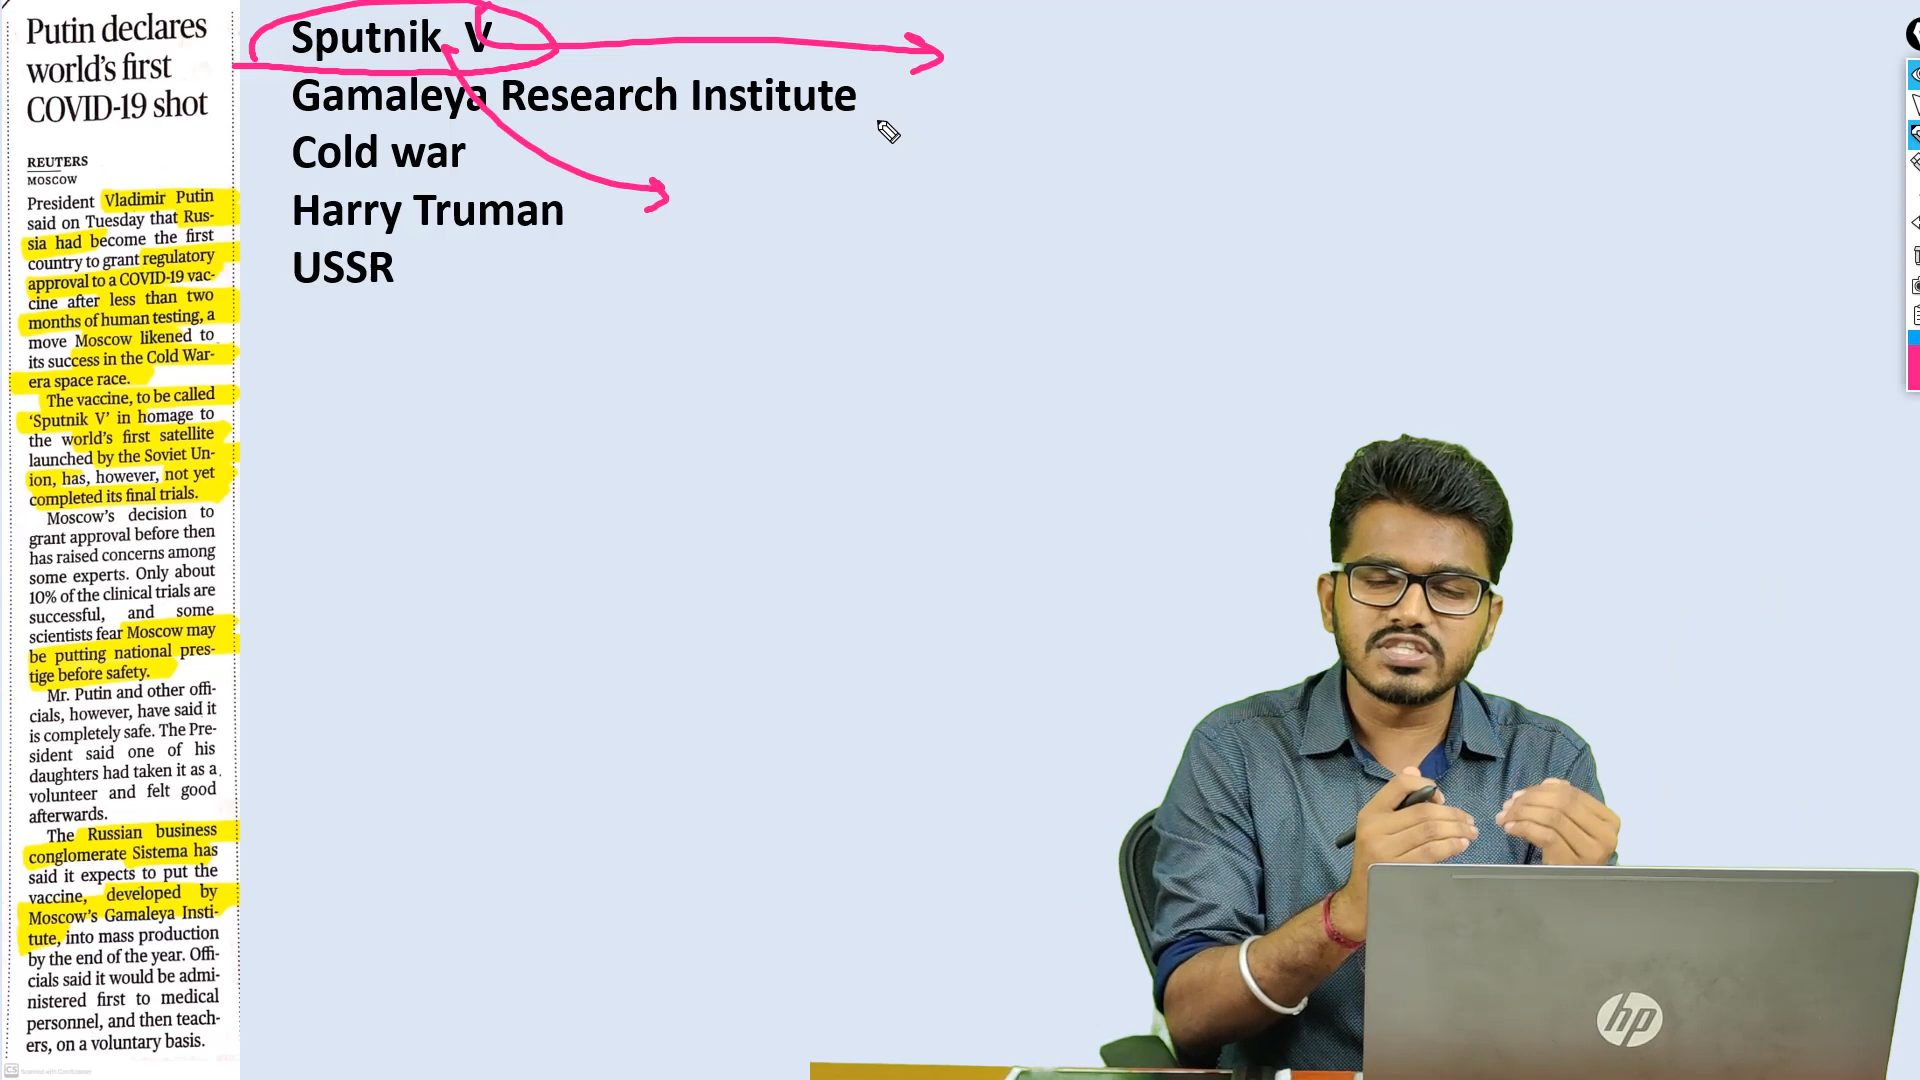 Putin declares
world's first
COVID-19 shot
REUTERS
MOSCOW
President Vladimir Putin
said on Tuesday that Rus-
sia had become the first
country to grant regulatory
approval to a COVID-19 vac-
cine after less than two
months of human testing, a
move Moscow likened to
its success in the Cold War-
era space race.
The vaccine, to be called
'Sputnik V' in homage to
the world's first satellite
launched by the Soviet Un-
ion, has, however, not yet
completed its final trials.
Moscow's decision to
grant approval before then
has raised concerns among
some experts. Only about
10% of the clinical trials are
successful, and some
scientists fear Moscow may
be putting national pres-
tige before safety.
Mr. Putin and other offi-
cials, however, have said it
is completely safe. The Pre-
sident said one of his
daughters had taken it as a
volunteer and felt good
afterwards.
The Russian business
conglomerate Sistema has
said it expects to put the
vaccine, developed by
Moscow's Gamaleya Insti-
tute, into mass production
by the end of the year. Offi-
cials said it would be admi-
nistered first to medical
personnel, and then teach-
ers, on a voluntary basis.
CS Scanned with CamScanner
Sputnik V
Gamaleya Research Institute
Cold war
Harry Truman
USSR
hp